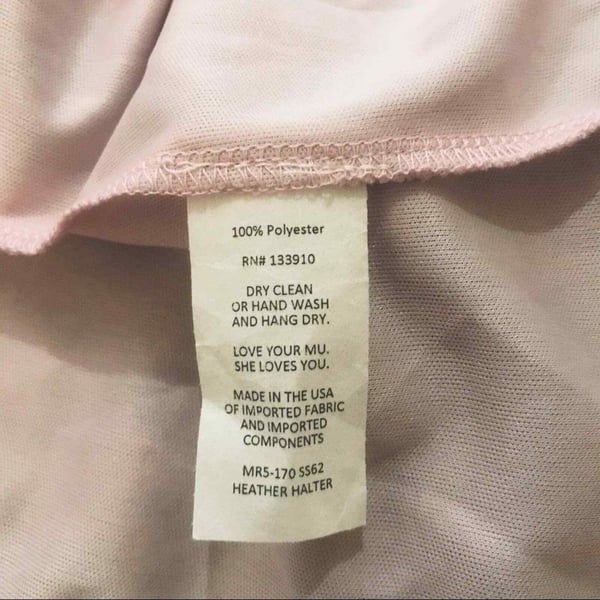 100% Polyester
RN# 133910
DRY CLEAN
OR HAND WASH
AND HANG DRY.
LOVE YOUR MU.
SHE LOVES YOU.
MADE IN THE USA
OF IMPORTED FABRIC
AND IMPORTED
COMPONENTS
MR5-170 SS62
HEATHER HALTER